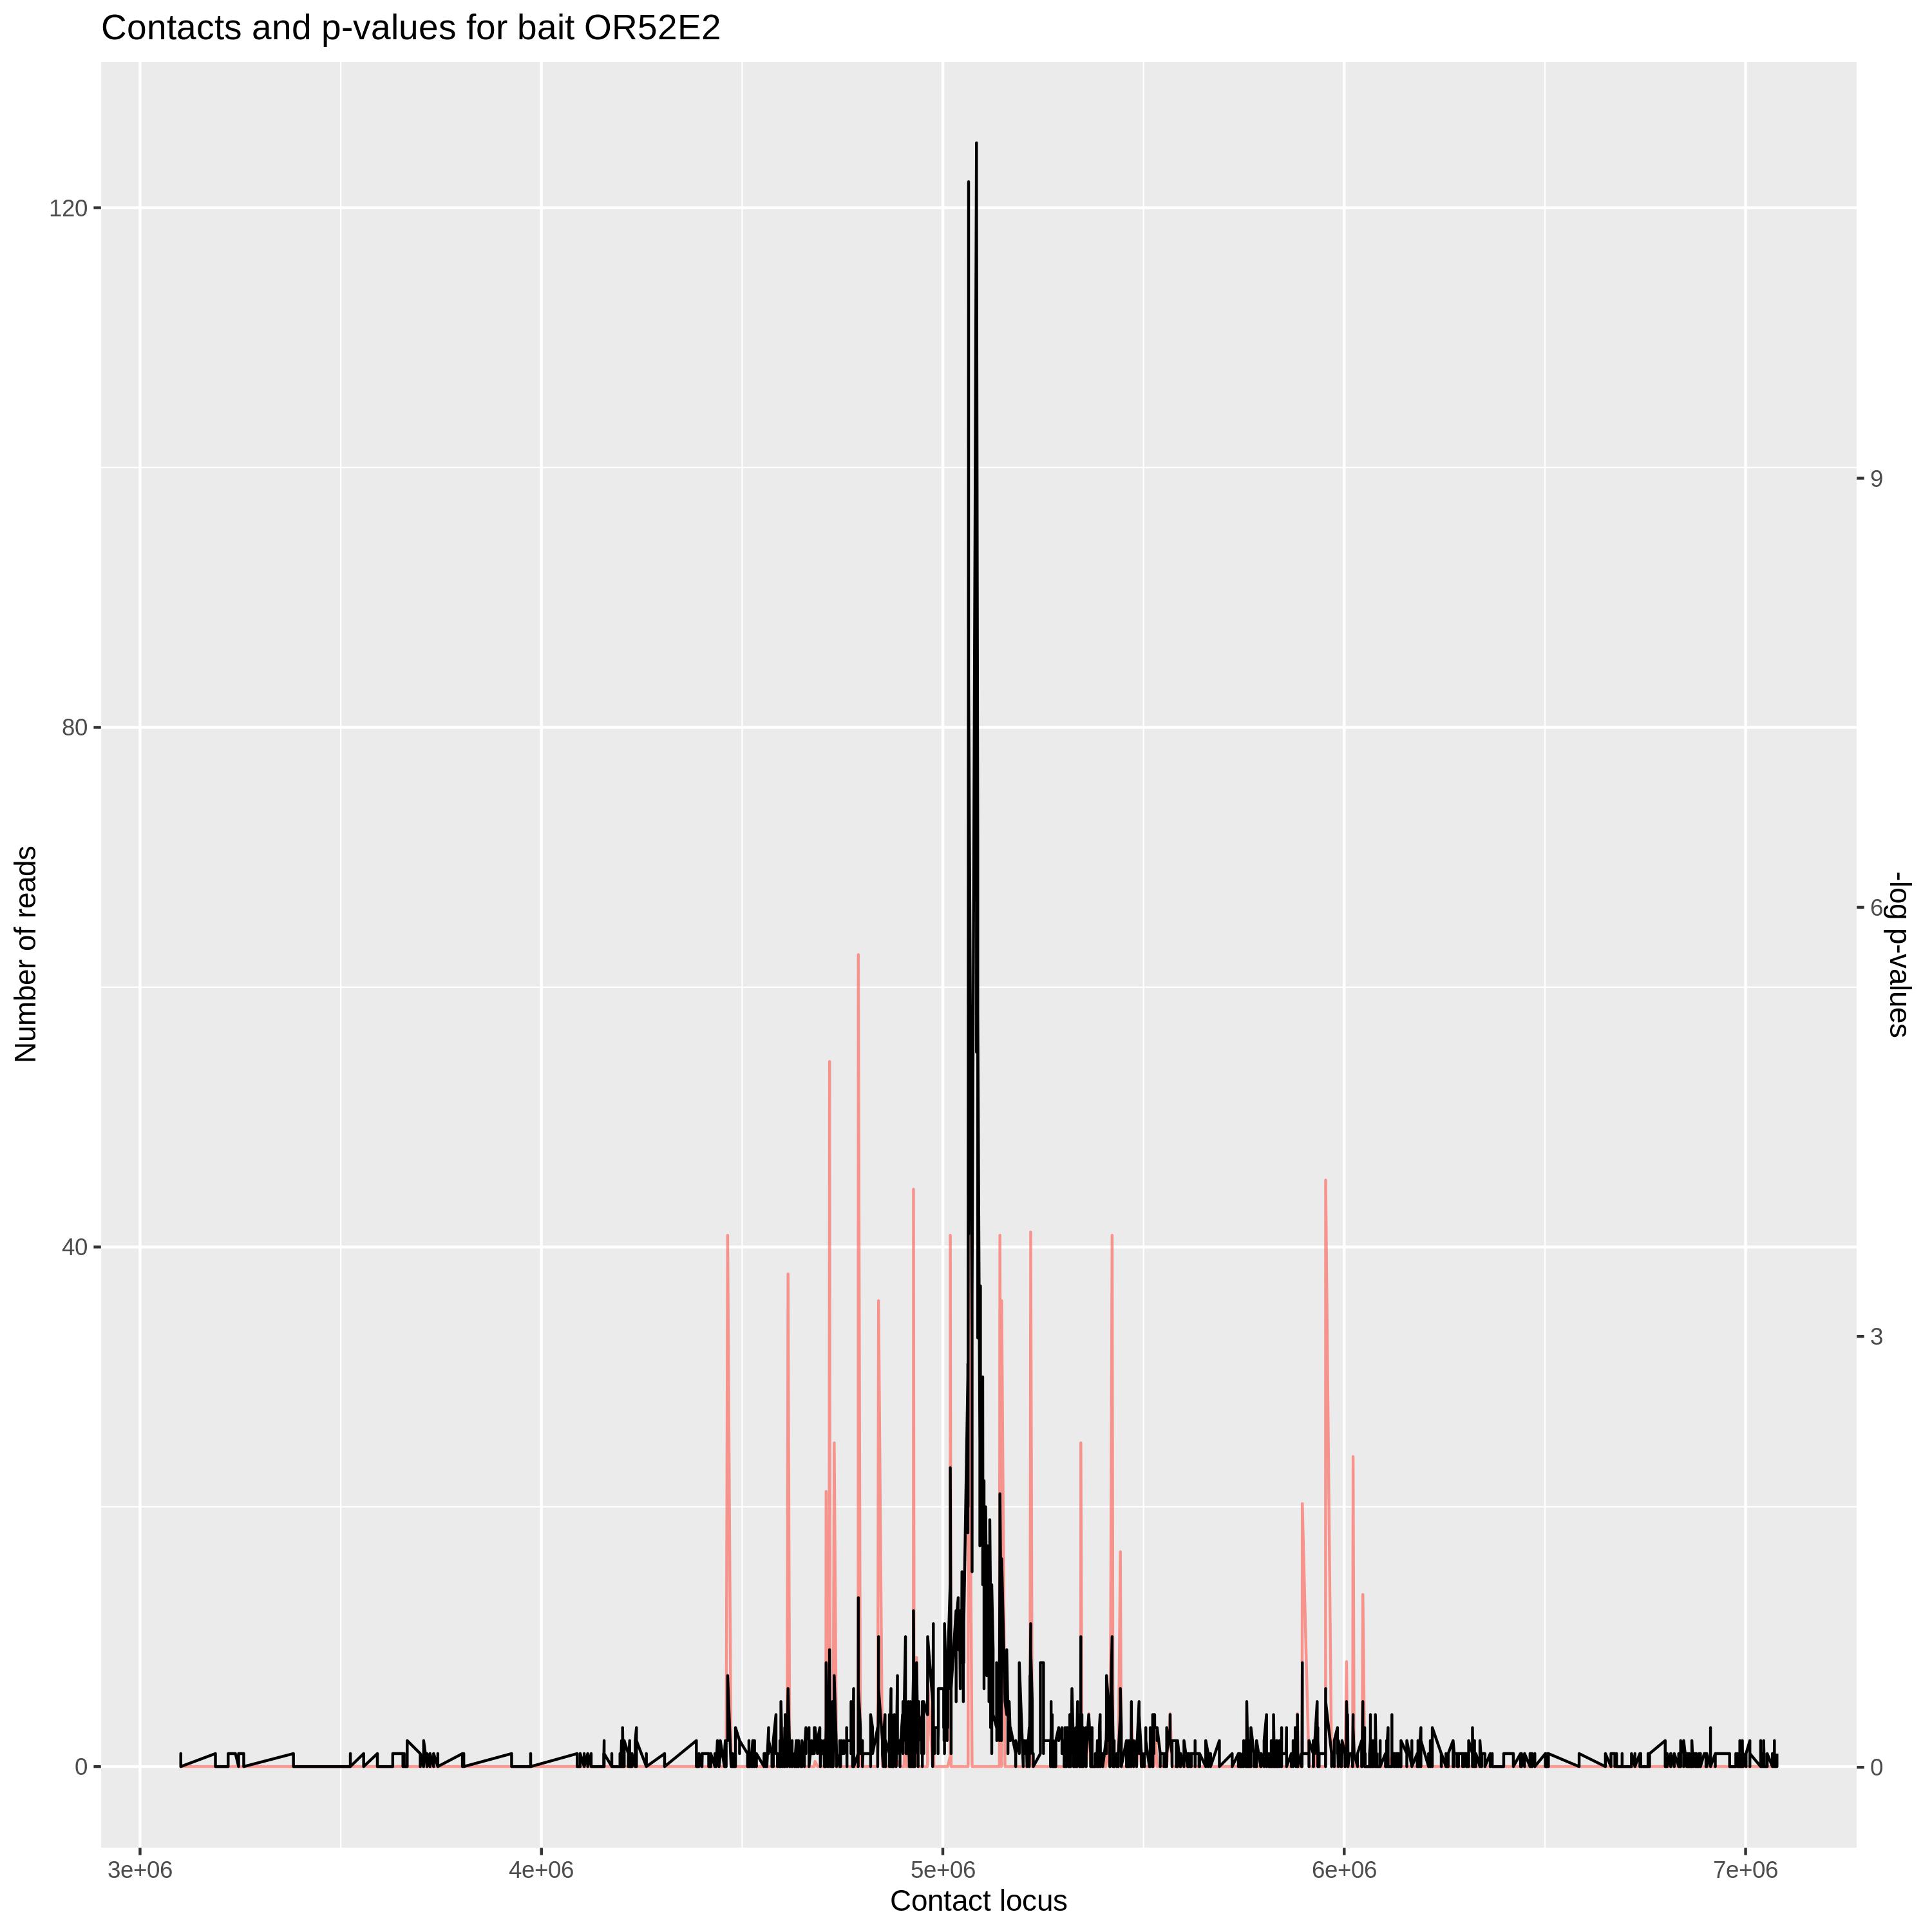 Contacts and p-values for bait OR52E2
120
80
40
0
Number of reads
9
6
3
0
-log p-values
3e+06
4e+06
5e+06
6e+06
7e+06
Contact locus